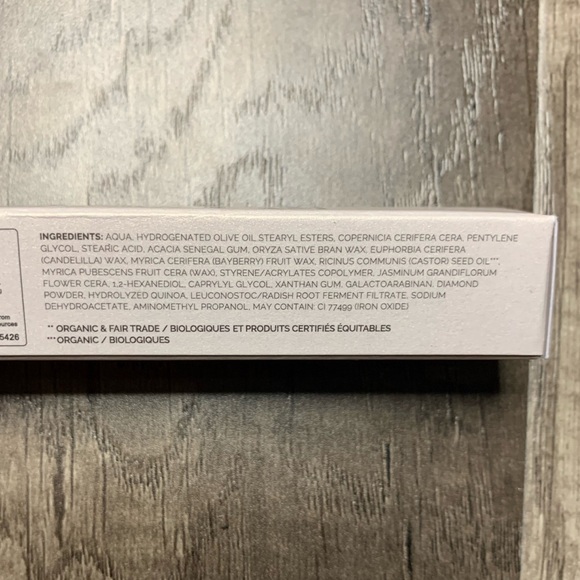 INGREDIENTS: AQUA, HYDROGENATED OLIVE OIL STEARYL ESTERS, COPERNICIA CERIFERA CERA, PENTYLENE
GLYCOL, STEARIC ACID, ACACIA SENEGAL GUM, ORYZA SATIVE BRAN WAX, EUPHORBIA CERIFERA
(CANDELILLA) WAX, MYRICA CERIFERA (BAYBERRY) FRUIT WAX, RICINUS COMMUNIS (CASTOR) SEED OIL***,
MYRICA PUBESCENS FRUIT CERA (WAX), STYRENE/ACRYLATES COPOLYMER, JASMINUM GRANDIFLORUM
FLOWER CERA, 1,2-HEXANEDIOL, CAPRYLYL GLYCOL, XANTHAN GUM, GALACTOARABINAN, DIAMOND
POWDER, HYDROLYZED QUINOA, LEUCONOSTOC/RADISH ROOT FERMENT FILTRATE, SODIUM
DEHYDROACETATE, AMINOMETHYL PROPANOL. MAY CONTAIN: CI 77499 (IRON OXIDE)
** ORGANIC & FAIR TRADE / BIOLOGIQUES ET PRODUITS CERTIFIÉS ÉQUITABLES
***ORGANIC / BIOLOGIQUES
5426